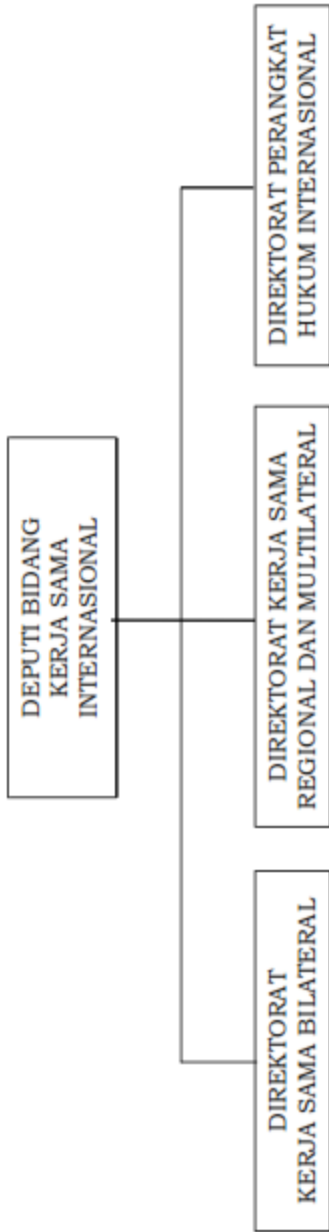 DEPUTI BIDANG
KERJA SAMA
INTERNASIONAL
DIREKTORAT
KERJA SAMA BILATERAL
DIREKTORAT KERJA SAMA
REGIONAL DAN MULTILATERAL
DIREKTORAT PERANGKAT
HUKUM INTERNASIONAL